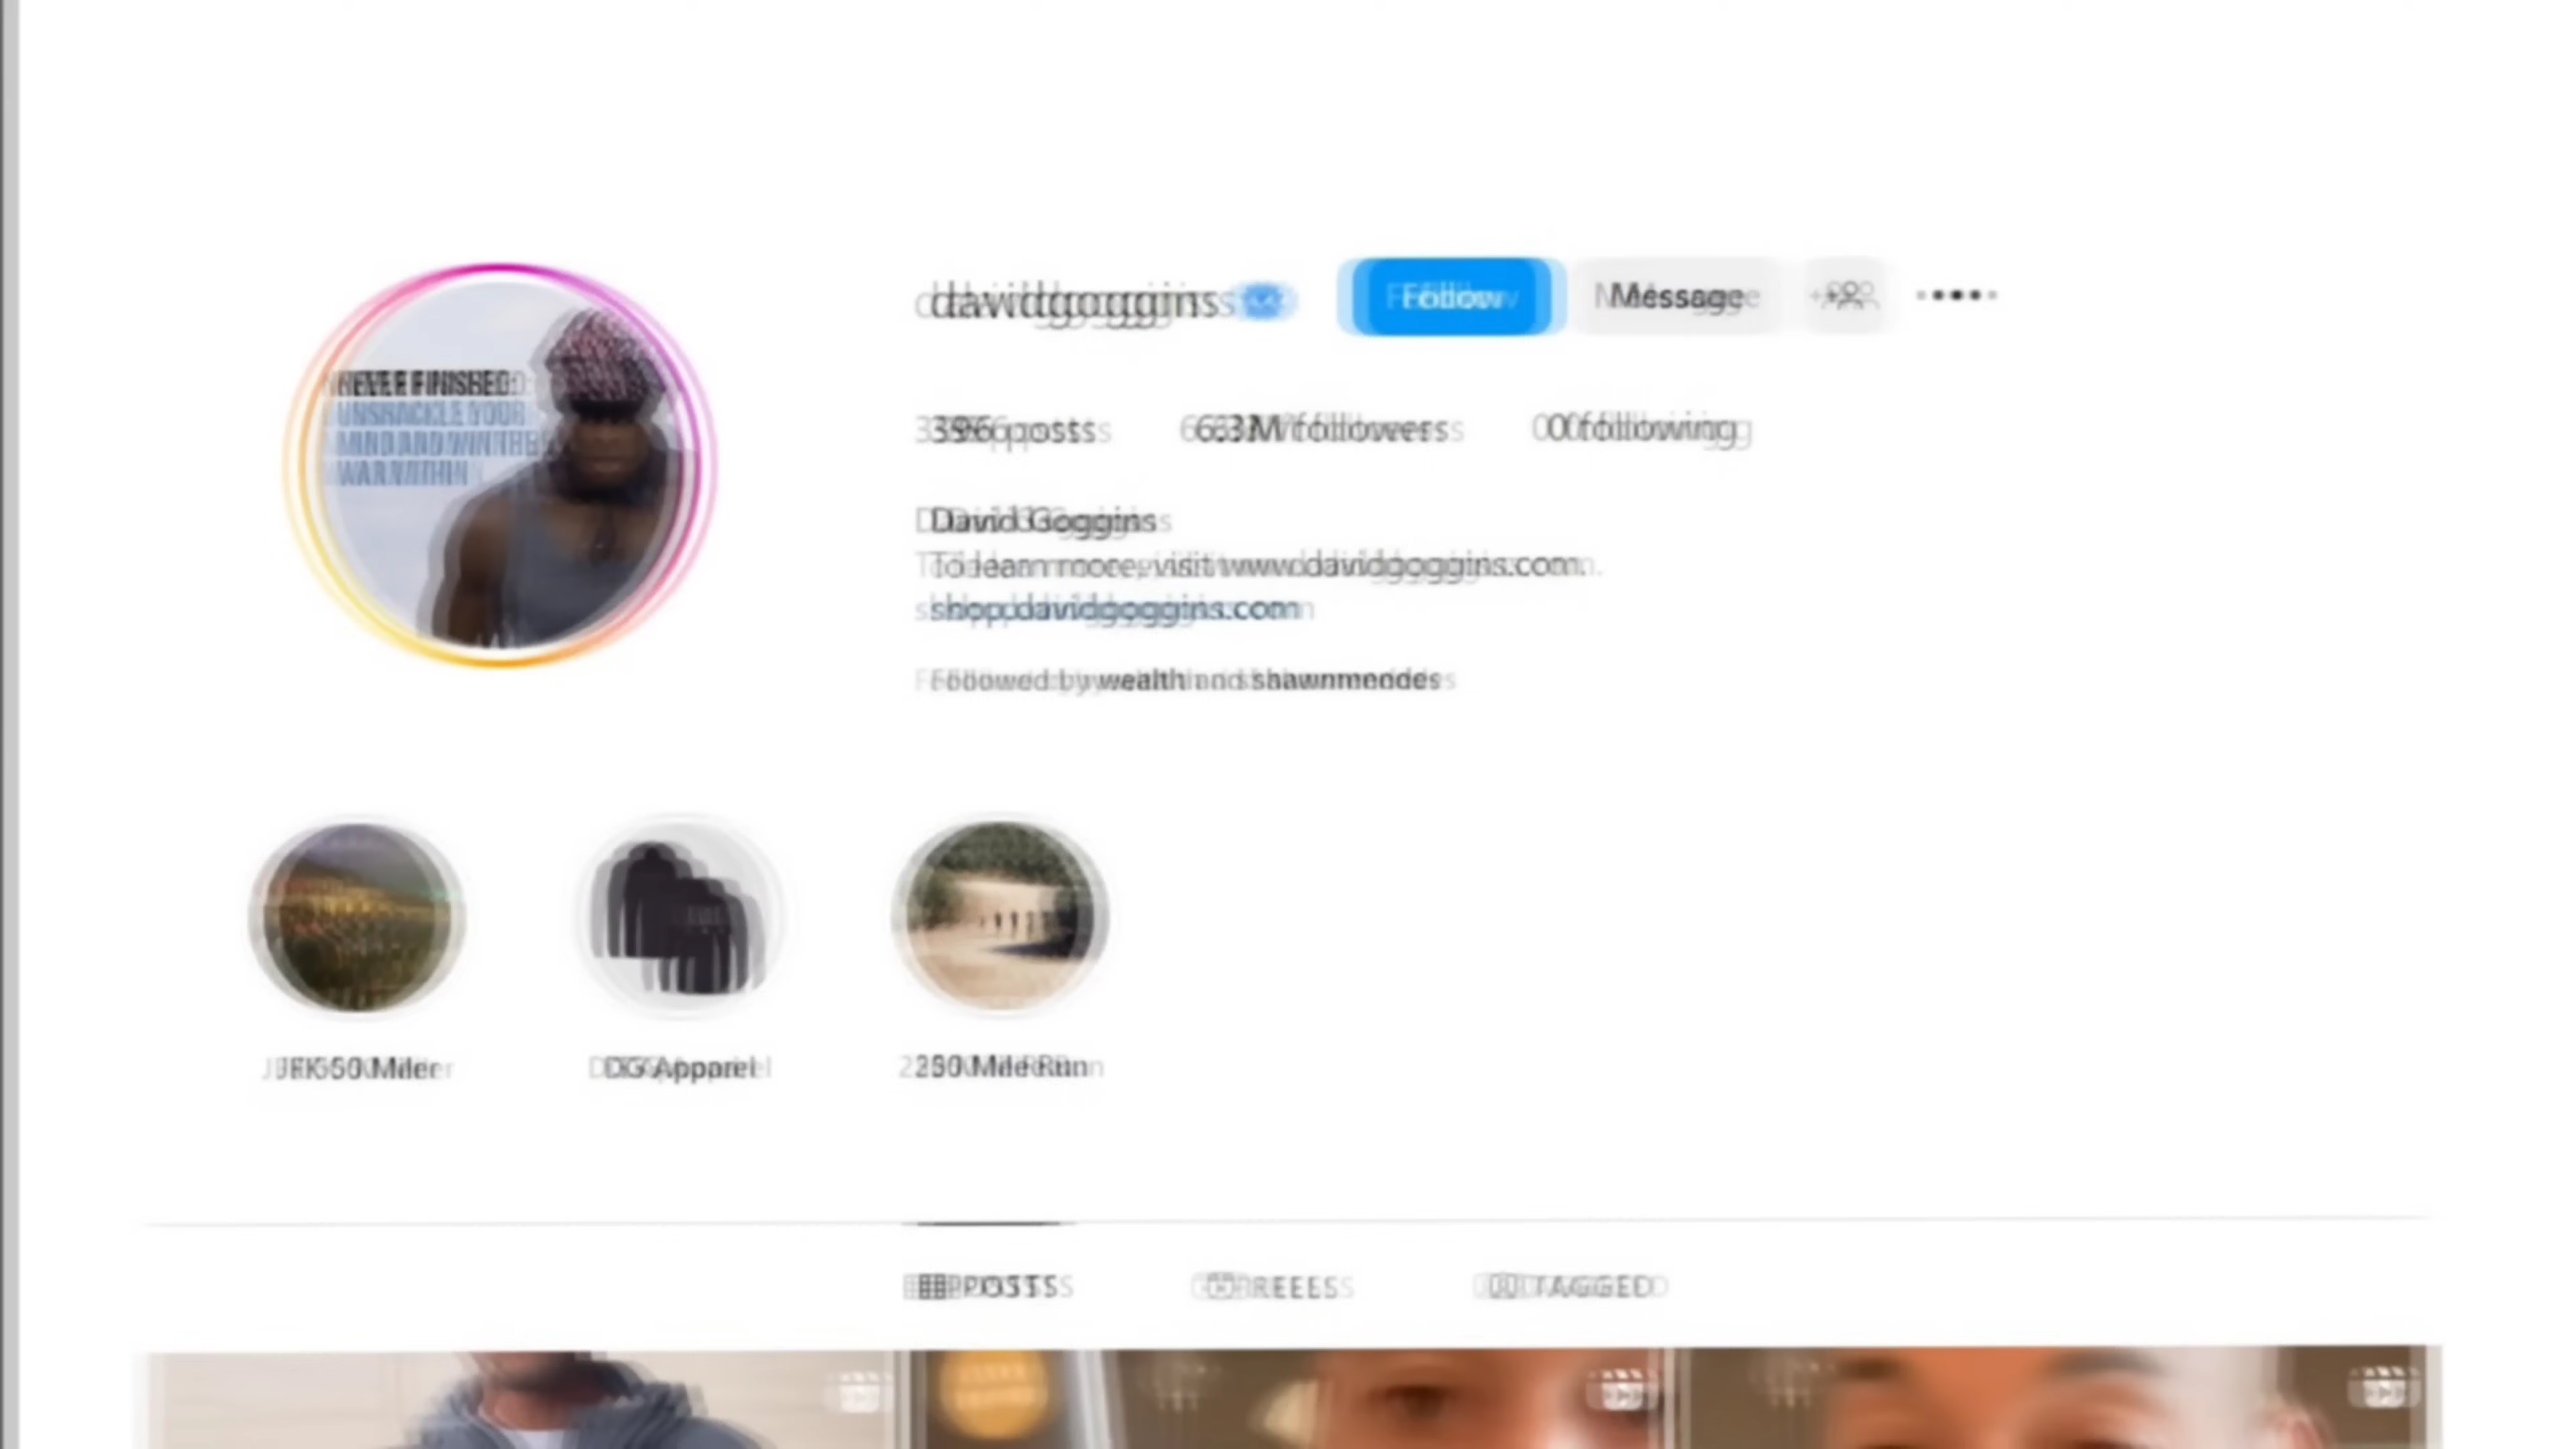 davidgoggins Follow Message
396 posts 6.3M followers 0 following
David Goggins
To learn more, visit www.davidgoggins.com.
shop.davidgoggins.com
Followed by wealth and shawnmendes
NEVER FINISHED:
UNSHACKLE YOUR
MIND AND WIN THE
WAR WITHIN
JFK 50 Miler DG Apparel
Mile Run
POSTS REELS TAGGED